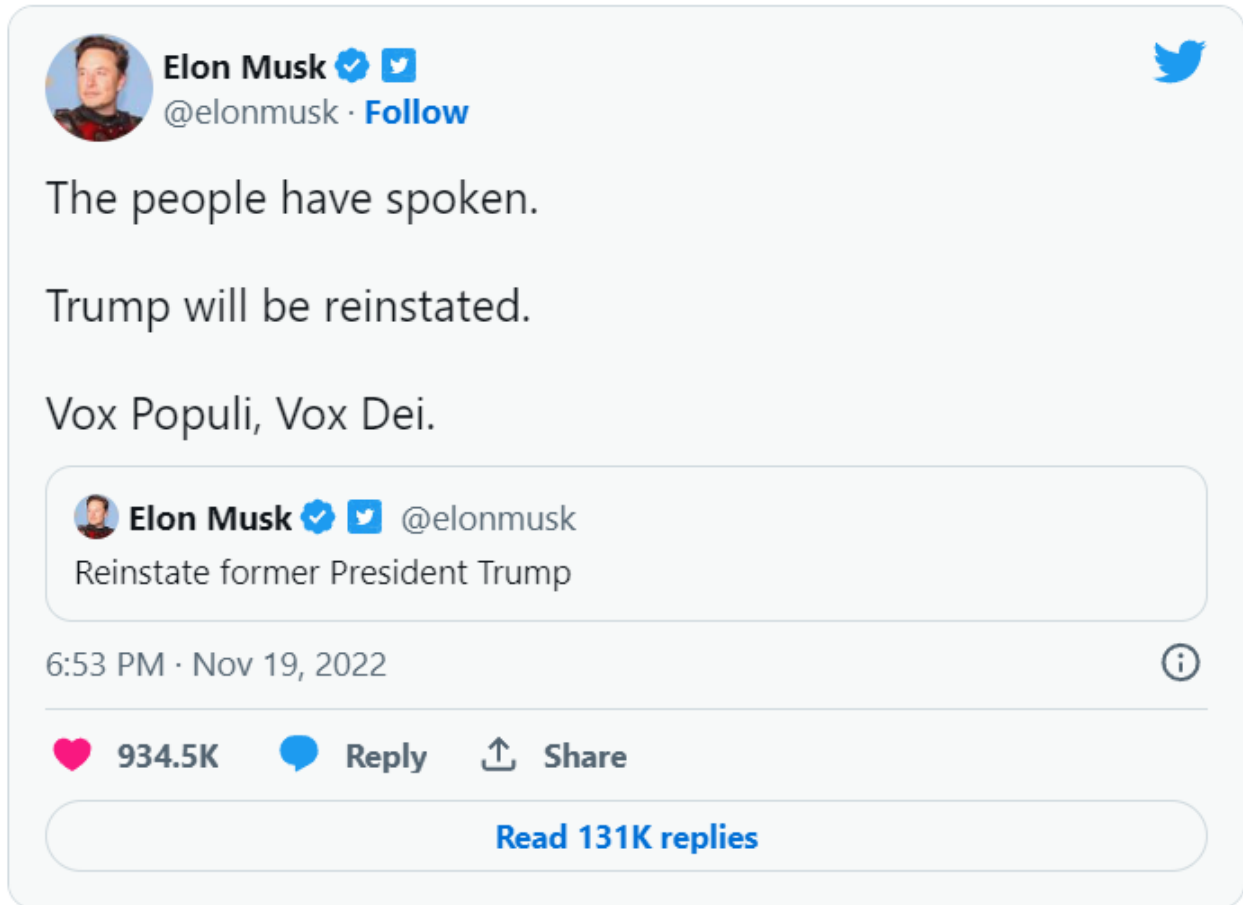 Elon Musk
@elonmusk · Follow
The people have spoken.
Trump will be reinstated.
Vox Populi, Vox Dei.
Elon Musk @elonmusk
Reinstate former President Trump
6:53 PM · Nov 19, 2022
934.5K Reply Share
Read 131K replies